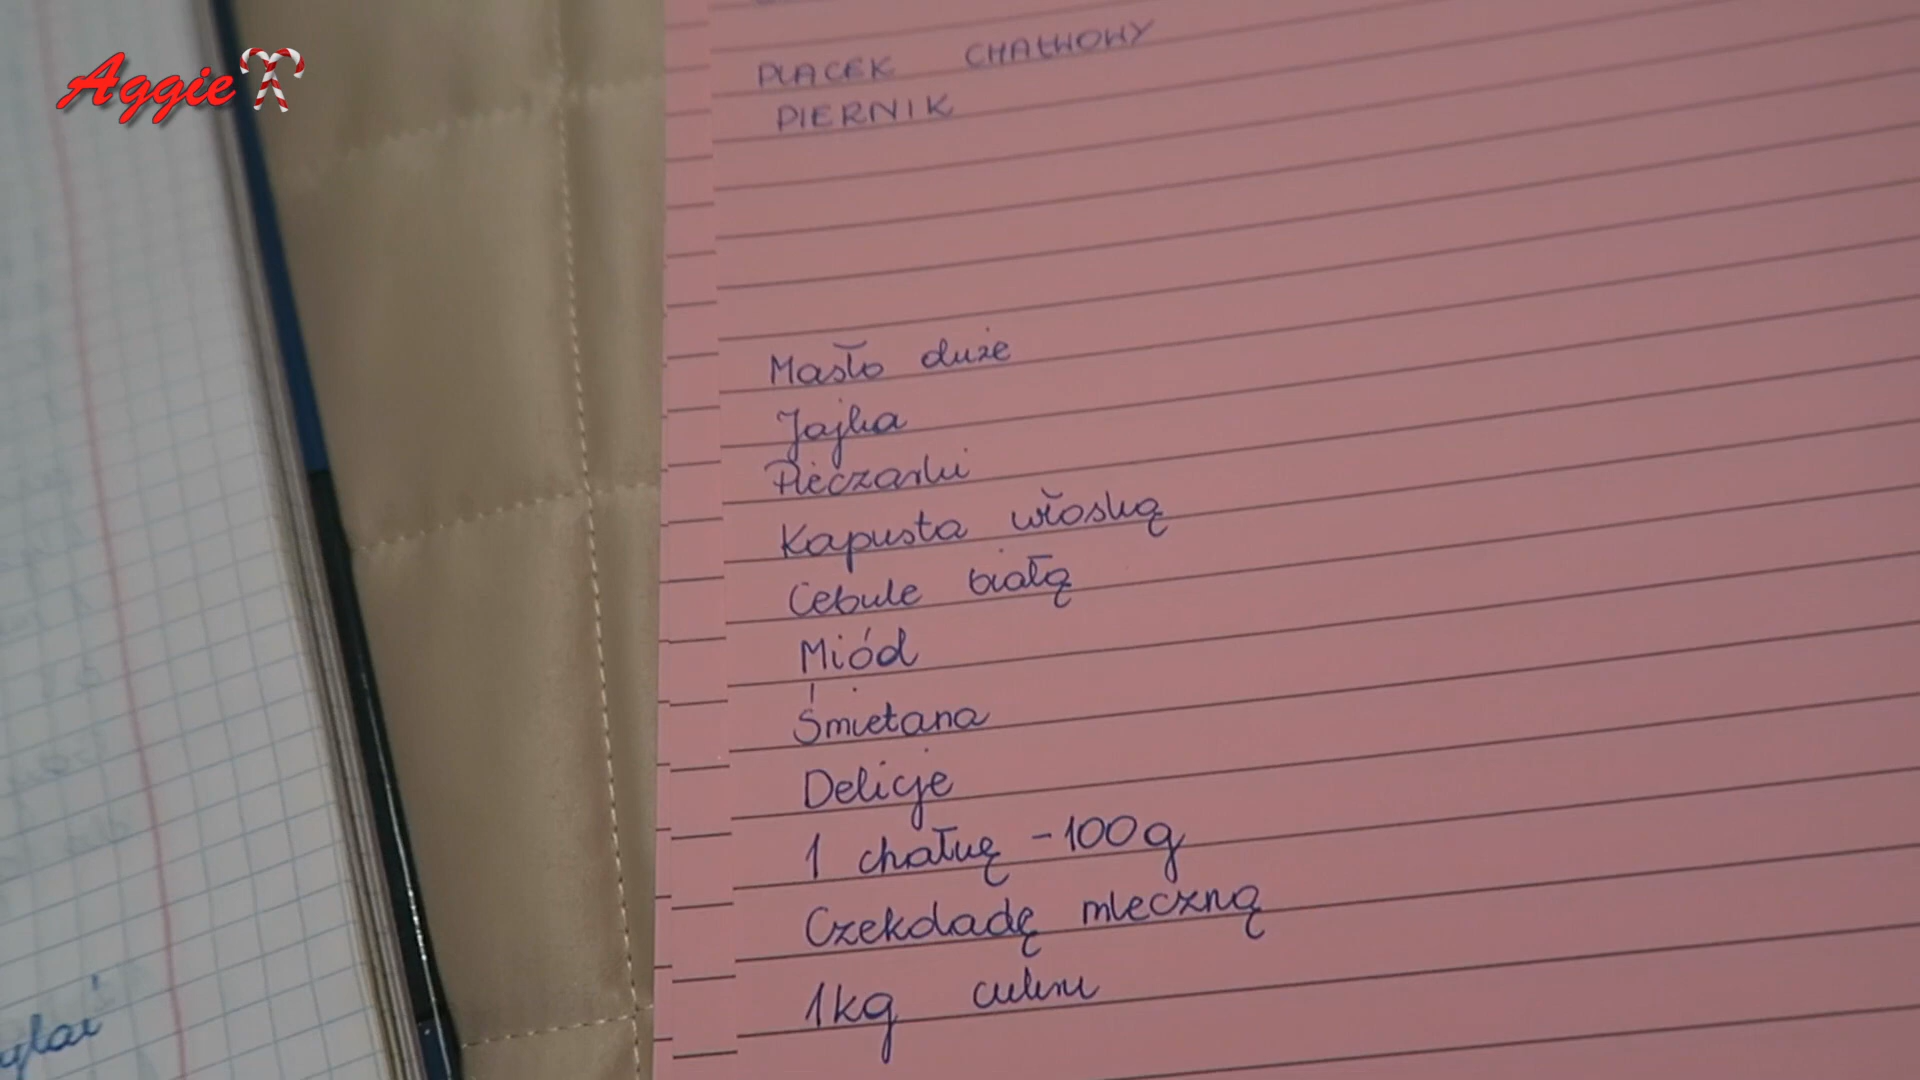 Aggie
PLACEK CHAŁWOWY
PIERNIK
Masło duże
Jajka
Pieczarki
Kapusta włoską
Cebule białą
Miód
Śmietana
Delicje
1 chałwę - 100g
Czekoladę mleczną
1kg cukru